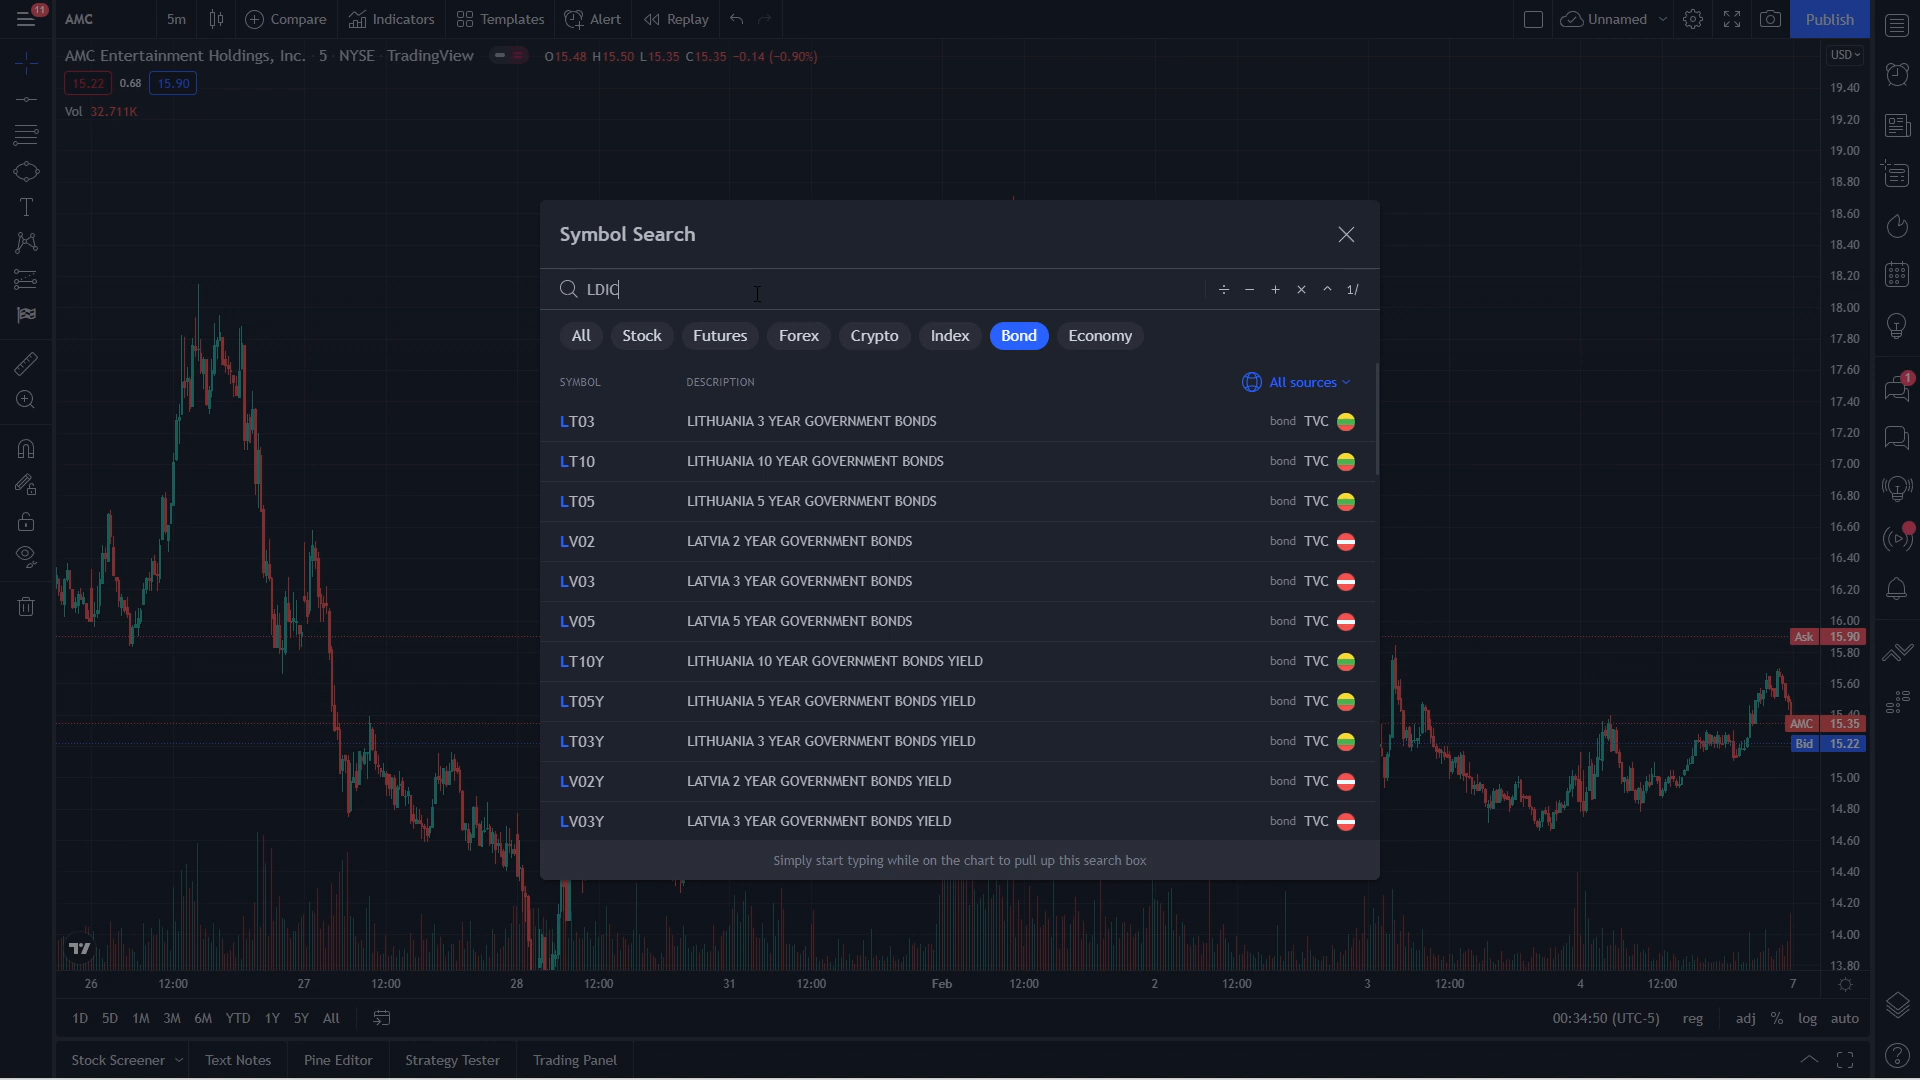 11
AMC
5m
Compare
Indicators
Templates
Alert
Replay
Unnamed
Publish
AMC Entertainment Holdings, Inc. · 5 · NYSE · TradingView
O15.48 H15.50 L15.35 C15.35 −0.14 (−0.90%)
USD
15.22
0.68
15.90
Vol 32.711K
19.40
19.20
19.00
18.80
18.60
18.40
18.20
18.00
17.80
17.60
17.40
17.20
17.00
16.80
16.60
16.40
16.20
16.00
Ask 15.90
15.80
15.60
15.40
AMC 15.35
Bid 15.22
15.00
14.80
14.60
14.40
14.20
14.00
13.80
1
Symbol Search
LDIC
÷ − + × ^ 1/
All
Stock
Futures
Forex
Crypto
Index
Bond
Economy
SYMBOL DESCRIPTION All sources
LT03 LITHUANIA 3 YEAR GOVERNMENT BONDS bond TVC
LT10 LITHUANIA 10 YEAR GOVERNMENT BONDS bond TVC
LT05 LITHUANIA 5 YEAR GOVERNMENT BONDS bond TVC
LV02 LATVIA 2 YEAR GOVERNMENT BONDS bond TVC
LV03 LATVIA 3 YEAR GOVERNMENT BONDS bond TVC
LV05 LATVIA 5 YEAR GOVERNMENT BONDS bond TVC
LT10Y LITHUANIA 10 YEAR GOVERNMENT BONDS YIELD bond TVC
LT05Y LITHUANIA 5 YEAR GOVERNMENT BONDS YIELD bond TVC
LT03Y LITHUANIA 3 YEAR GOVERNMENT BONDS YIELD bond TVC
LV02Y LATVIA 2 YEAR GOVERNMENT BONDS YIELD bond TVC
LV03Y LATVIA 3 YEAR GOVERNMENT BONDS YIELD bond TVC
Simply start typing while on the chart to pull up this search box
26 12:00 27 12:00 28 12:00 31 12:00 Feb 12:00 2 12:00 3 12:00 4 12:00 7
1D 5D 1M 3M 6M YTD 1Y 5Y All
00:34:50 (UTC-5) reg adj % log auto
Stock Screener
Text Notes
Pine Editor
Strategy Tester
Trading Panel